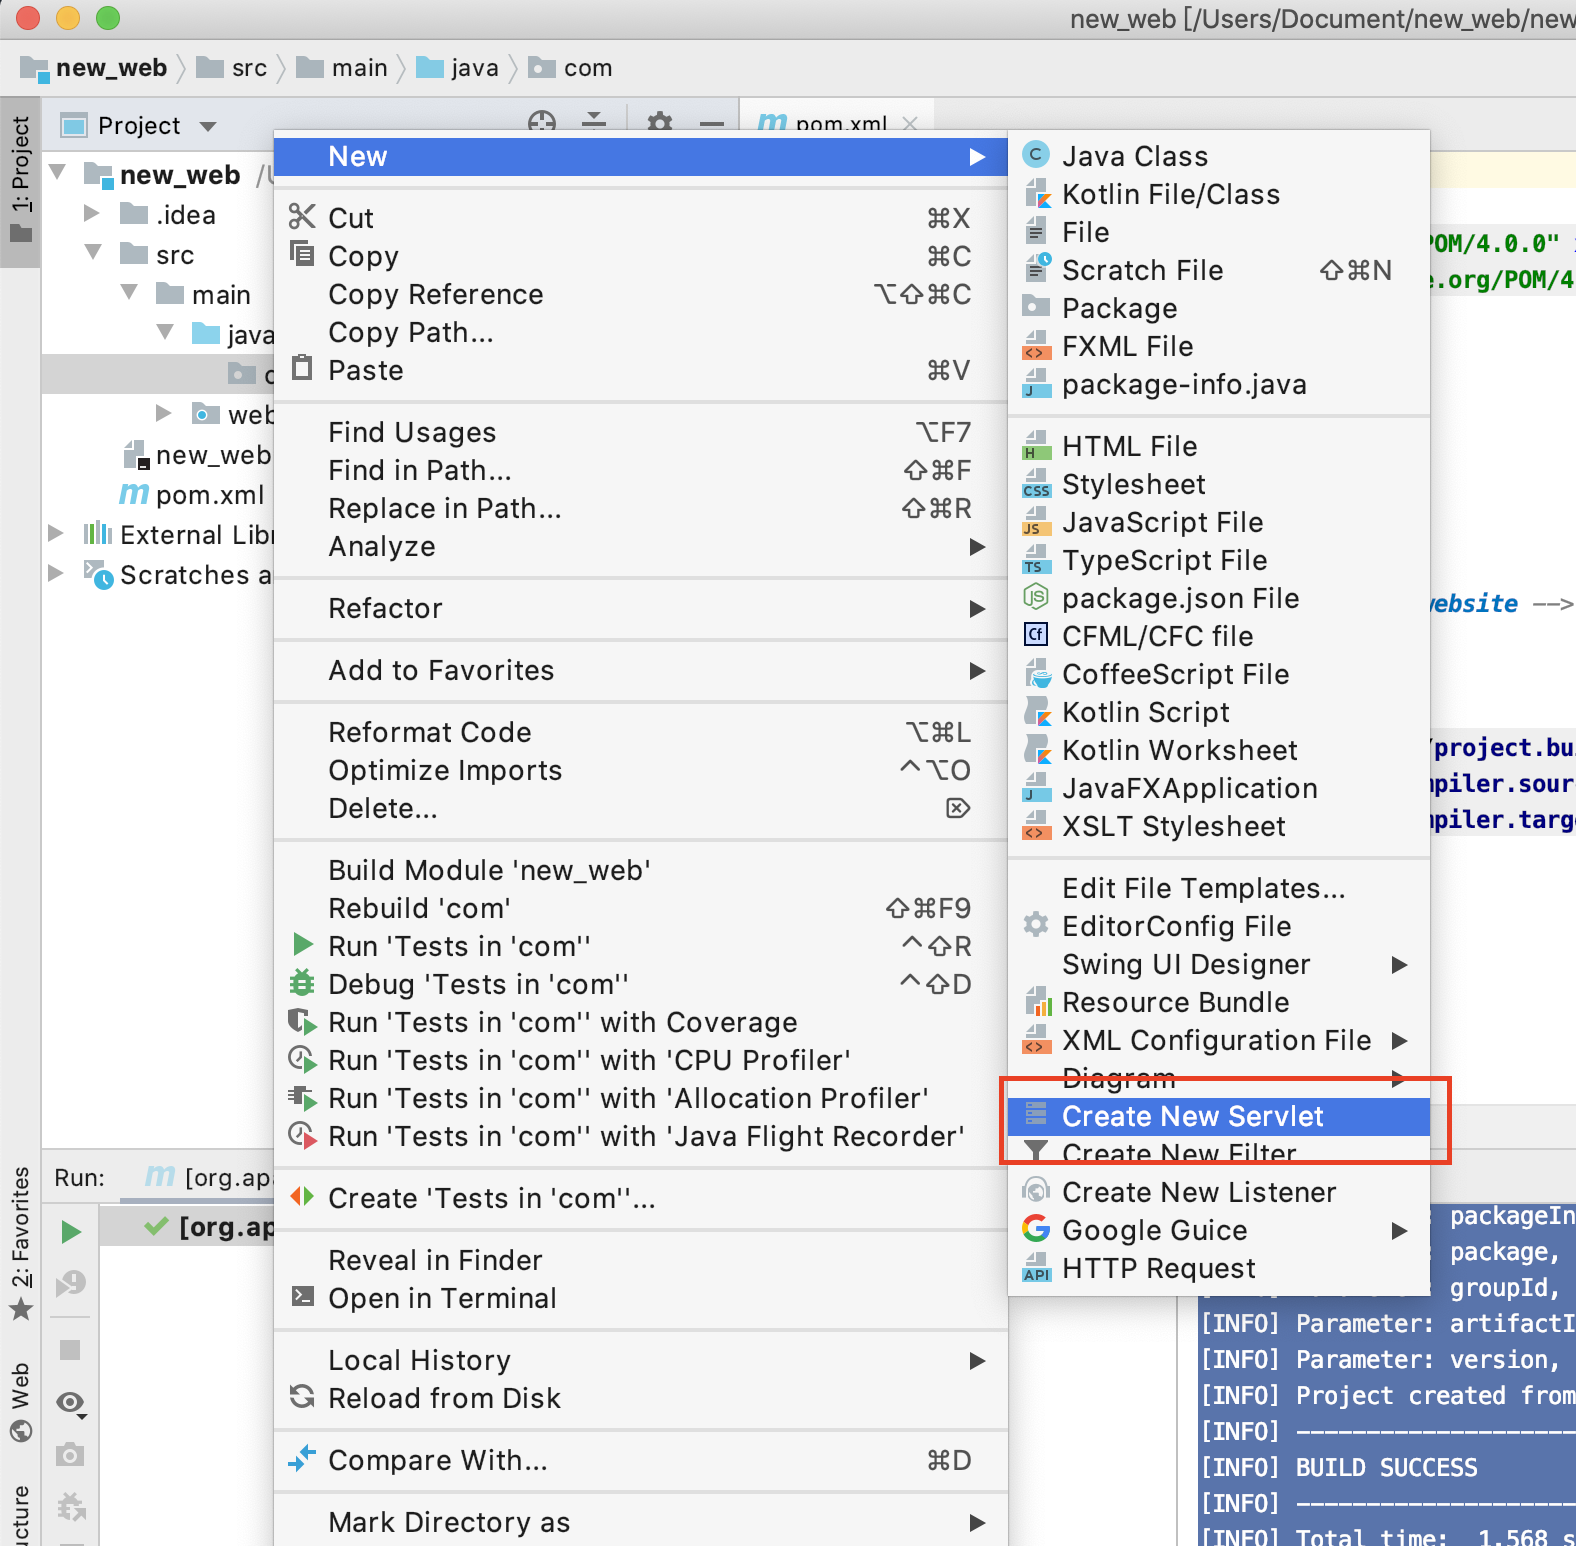 new_web [/Users/Document/new_web/new
new_web
src
main
java
com
1: Project
Project
pom.xml
new_web
.idea
src
main
java
web
new_web
pom.xml
External Lib
Scratches a
New
Cut ⌘X
Copy ⌘C
Copy Reference ⌥⇧⌘C
Copy Path...
Paste ⌘V
Find Usages ⌥F7
Find in Path... ⇧⌘F
Replace in Path... ⇧⌘R
Analyze
Refactor
Add to Favorites
Reformat Code ⌥⌘L
Optimize Imports ^⌥O
Delete... ⌦
Build Module 'new_web'
Rebuild 'com' ⇧⌘F9
Run 'Tests in 'com'' ^⇧R
Debug 'Tests in 'com'' ^⇧D
Run 'Tests in 'com'' with Coverage
Run 'Tests in 'com'' with 'CPU Profiler'
Run 'Tests in 'com'' with 'Allocation Profiler'
Run 'Tests in 'com'' with 'Java Flight Recorder'
Create 'Tests in 'com''...
Reveal in Finder
Open in Terminal
Local History
Reload from Disk
Compare With... ⌘D
Mark Directory as
Java Class
Kotlin File/Class
File
Scratch File ⇧⌘N
Package
FXML File
package-info.java
HTML File
Stylesheet
JavaScript File
TypeScript File
package.json File
CFML/CFC file
CoffeeScript File
Kotlin Script
Kotlin Worksheet
JavaFXApplication
XSLT Stylesheet
Edit File Templates...
EditorConfig File
Swing UI Designer
Resource Bundle
XML Configuration File
Diagram
Create New Servlet
Create New Filter
Create New Listener
Google Guice
HTTP Request
POM/4.0.0"
e.org/POM/4
website -->
project.bu
mpiler.sour
mpiler.targ
Run:
[org.apa
[org.ap
2: Favorites
Web
ucture
: packageIn
: package,
: groupId,
[INFO] Parameter: artifactI
[INFO] Parameter: version,
[INFO] Project created from
[INFO] --------------------
[INFO] BUILD SUCCESS
[INFO] --------------------
[INFO] Total time: 1.568 s